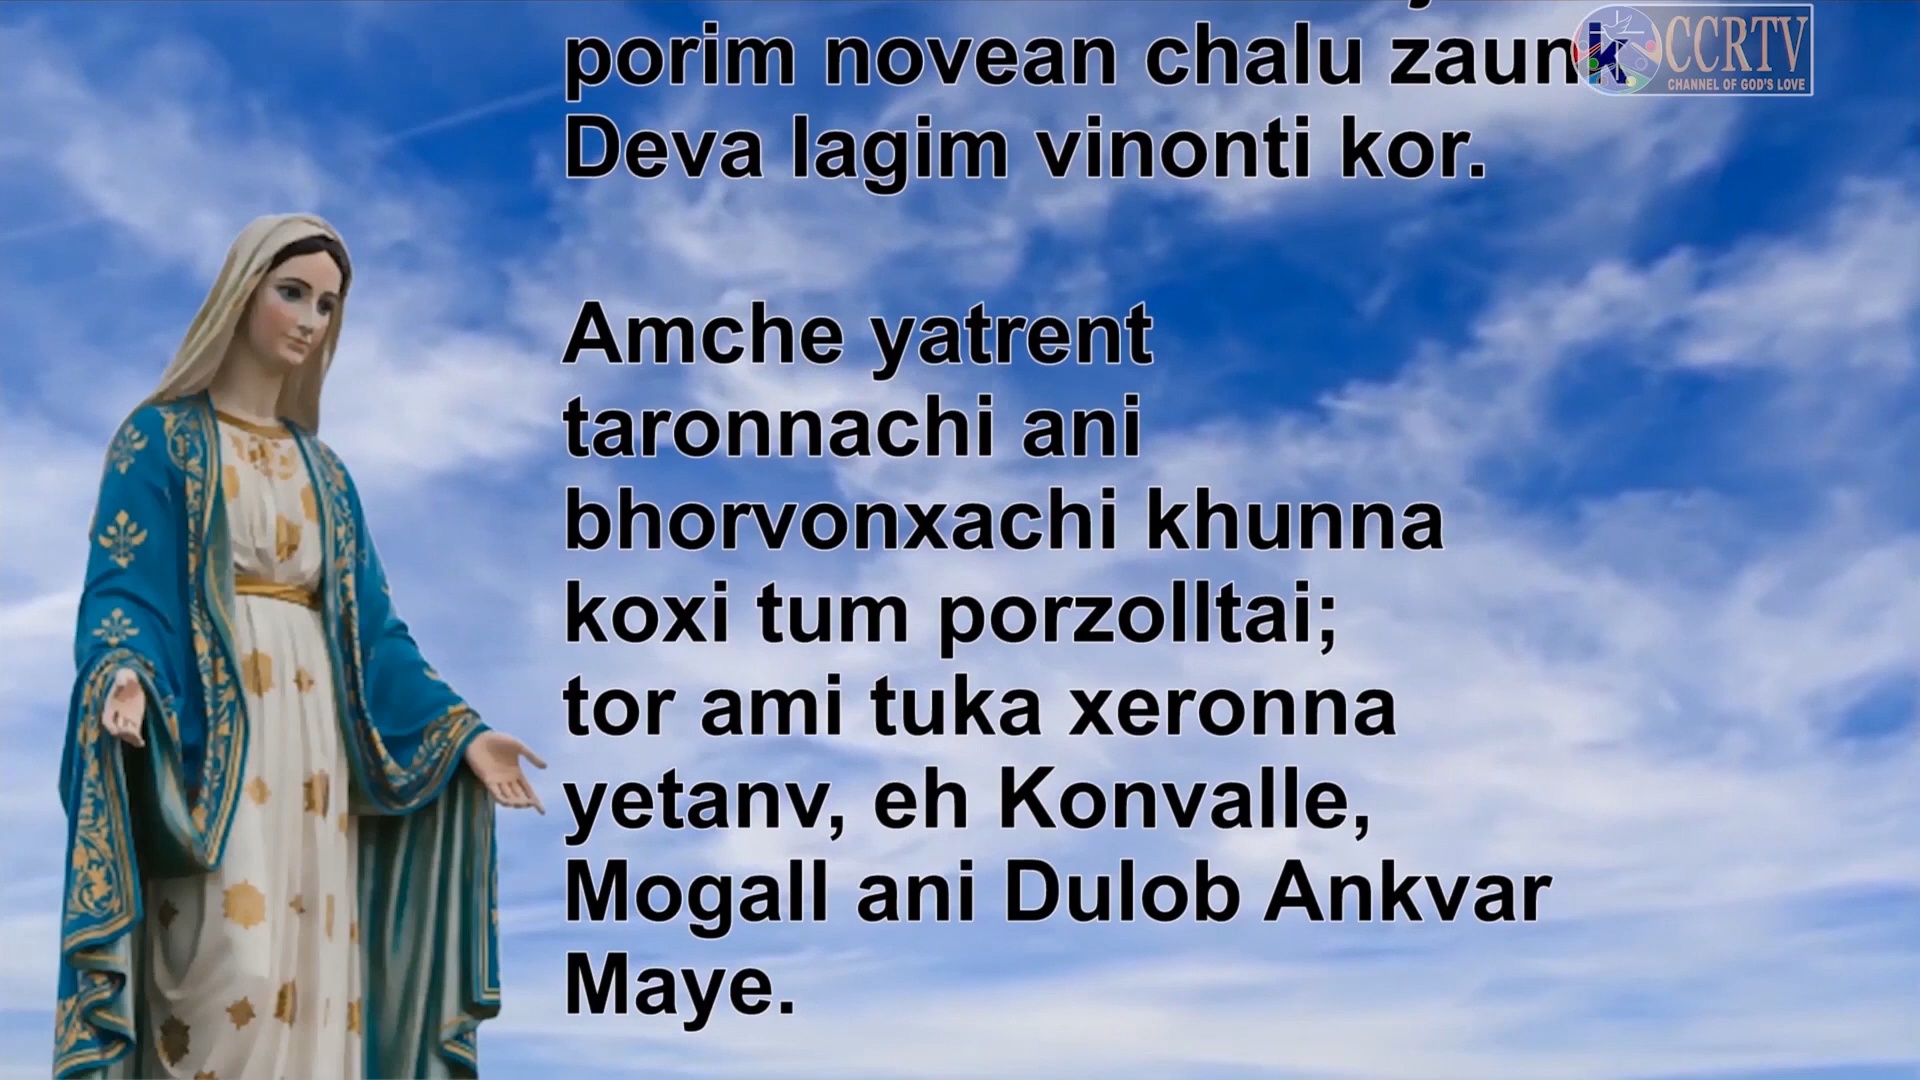 porim novean chalu zaun
Deva lagim vinonti kor.
Amche yatrent
taronnachi ani
bhorvonxachi khunna
koxi tum porzolltai;
tor ami tuka xeronna
yetanv, eh Konvalle,
Mogall ani Dulob Ankvar
Maye.
CCRTV
CHANNEL OF GOD'S LOVE